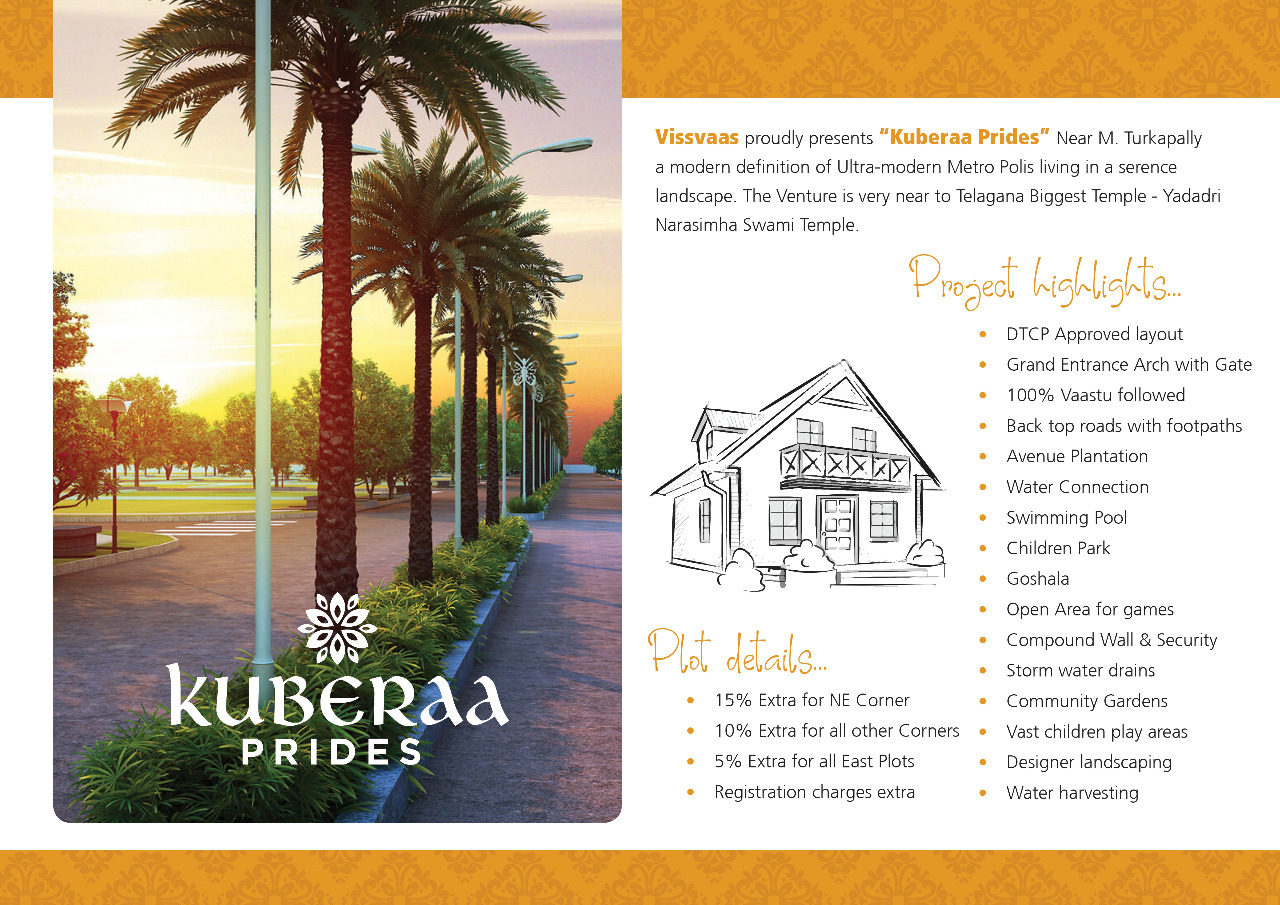 Vissvaas proudly presents “Kuberaa Prides” Near M. Turkapally
a modern definition of Ultra-modern Metro Polis living in a serence
landscape. The Venture is very near to Telagana Biggest Temple - Yadadri
Narasimha Swami Temple.
Project highlights...
• DTCP Approved layout
• Grand Entrance Arch with Gate
• 100% Vaastu followed
• Back top roads with footpaths
• Avenue Plantation
• Water Connection
• Swimming Pool
• Children Park
• Goshala
• Open Area for games
• Compound Wall & Security
• Storm water drains
• Community Gardens
• Vast children play areas
• Designer landscaping
• Water harvesting
Plot details...
• 15% Extra for NE Corner
• 10% Extra for all other Corners
• 5% Extra for all East Plots
• Registration charges extra
KUBERAA
PRIDES